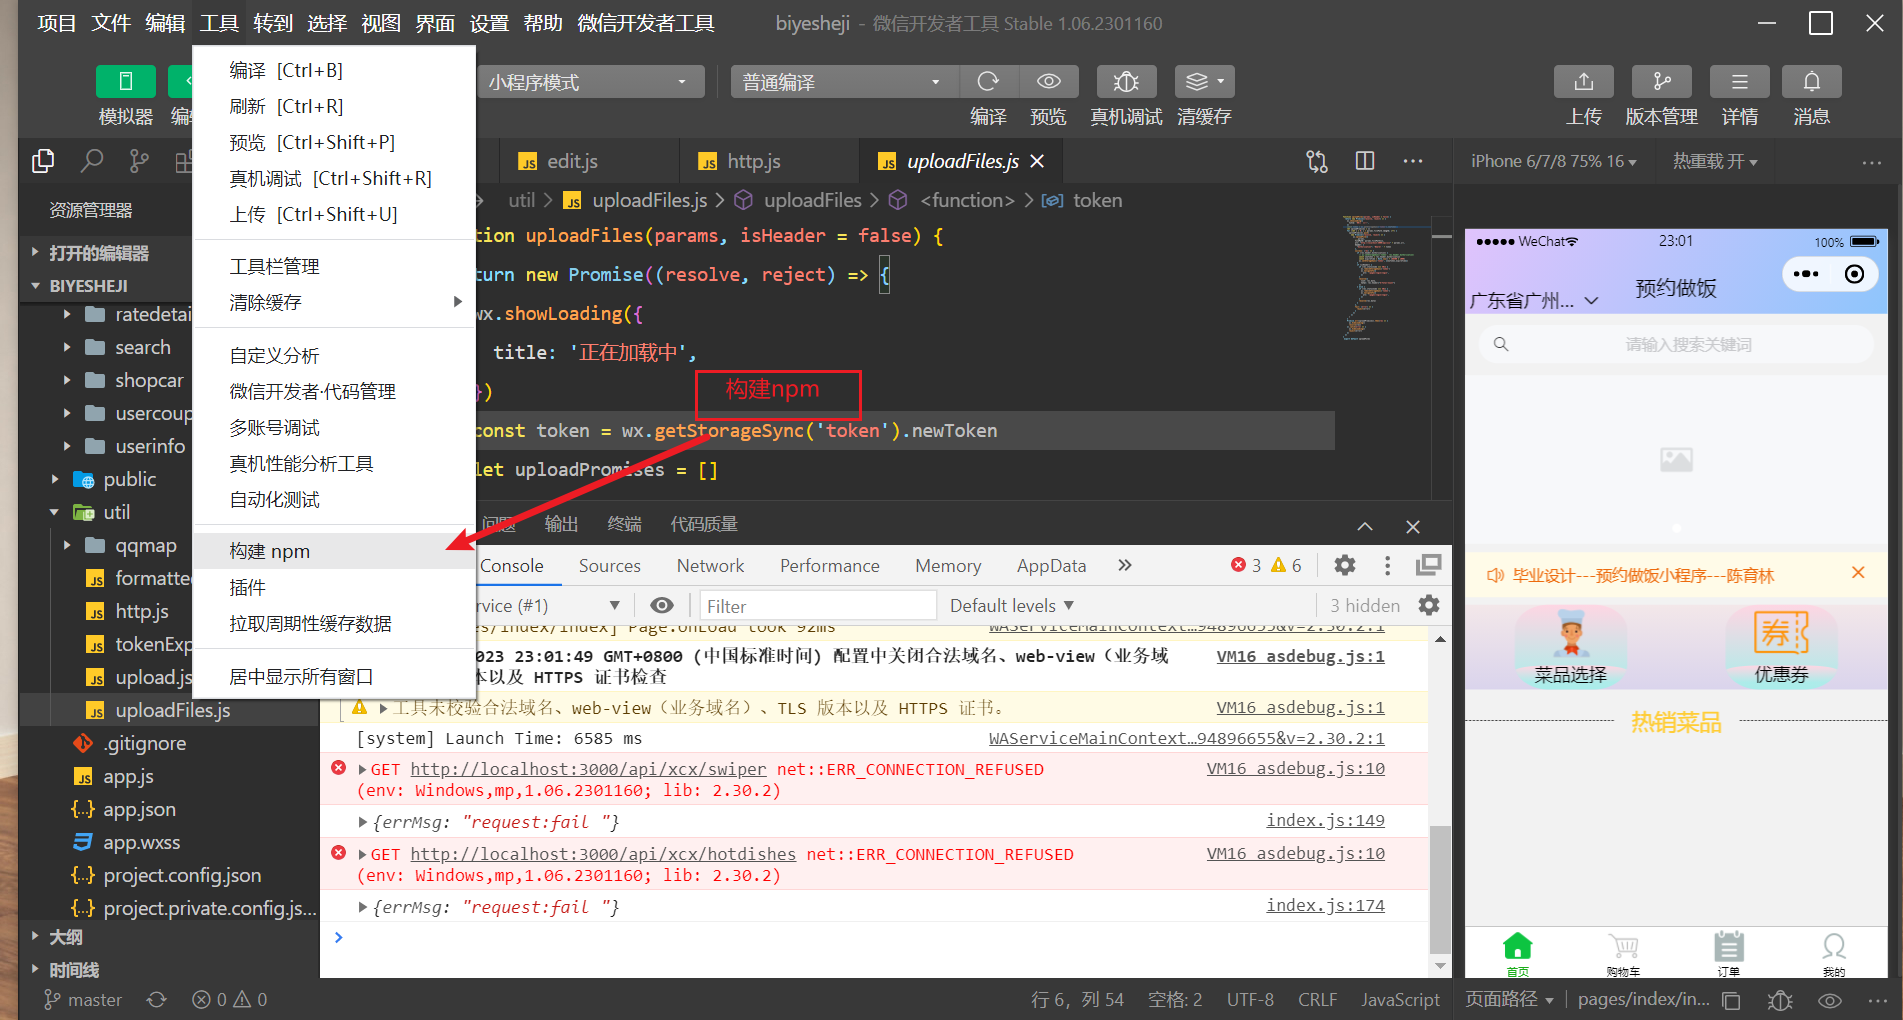 项目 文件 编辑 工具 转到 选择 视图 界面 设置 帮助 微信开发者工具 biyesheji - 微信开发者工具 Stable 1.06.2301160
模拟器
小程序模式
普通编译
编译 预览 真机调试 清缓存
上传 版本管理 详情 消息
编译 [Ctrl+B]
刷新 [Ctrl+R]
预览 [Ctrl+Shift+P]
真机调试 [Ctrl+Shift+R]
上传 [Ctrl+Shift+U]
工具栏管理
清除缓存
自定义分析
微信开发者·代码管理
多账号调试
真机性能分析工具
自动化测试
构建 npm
插件
拉取周期性缓存数据
居中显示所有窗口
资源管理器
打开的编辑器
BIYESHEJI
ratedetai
search
shopcar
usercoup
userinfo
public
util
qqmap
formatte
http.js
tokenExp
upload.js
uploadFiles.js
.gitignore
app.js
app.json
app.wxss
project.config.json
project.private.config.js...
大纲
时间线
edit.js http.js uploadFiles.js
util > uploadFiles.js > uploadFiles > <function> > token
tion uploadFiles(params, isHeader = false) {
turn new Promise((resolve, reject) => {
wx.showLoading({
title: '正在加载中',
})
构建npm
const token = wx.getStorageSync('token').newToken
let uploadPromises = []
问题 输出 终端 代码质量
Console Sources Network Performance Memory AppData » 3 6
rvice (#1) Filter Default levels ▼ 3 hidden
es/index/index] Page.onLoad took 92ms WAServiceMainContext…94896655&v=2.30.2:1
023 23:01:49 GMT+0800 (中国标准时间) 配置中关闭合法域名、web-view（业务域 VM16 asdebug.js:1
本以及 HTTPS 证书检查
工具未校验合法域名、web-view（业务域名）、TLS 版本以及 HTTPS 证书。 VM16 asdebug.js:1
[system] Launch Time: 6585 ms WAServiceMainContext…94896655&v=2.30.2:1
GET http://localhost:3000/api/xcx/swiper net::ERR_CONNECTION_REFUSED VM16 asdebug.js:10
(env: Windows,mp,1.06.2301160; lib: 2.30.2)
{errMsg: "request:fail "} index.js:149
GET http://localhost:3000/api/xcx/hotdishes net::ERR_CONNECTION_REFUSED VM16 asdebug.js:10
(env: Windows,mp,1.06.2301160; lib: 2.30.2)
{errMsg: "request:fail "} index.js:174
iPhone 6/7/8 75% 16 热重载 开
WeChat 23:01 100%
预约做饭
广东省广州...
请输入搜索关键词
毕业设计---预约做饭小程序---陈育林
券
菜品选择 优惠券
热销菜品
首页 购物车 订单 我的
master 0 0 行 6，列 54 空格: 2 UTF-8 CRLF JavaScript 页面路径 pages/index/in...